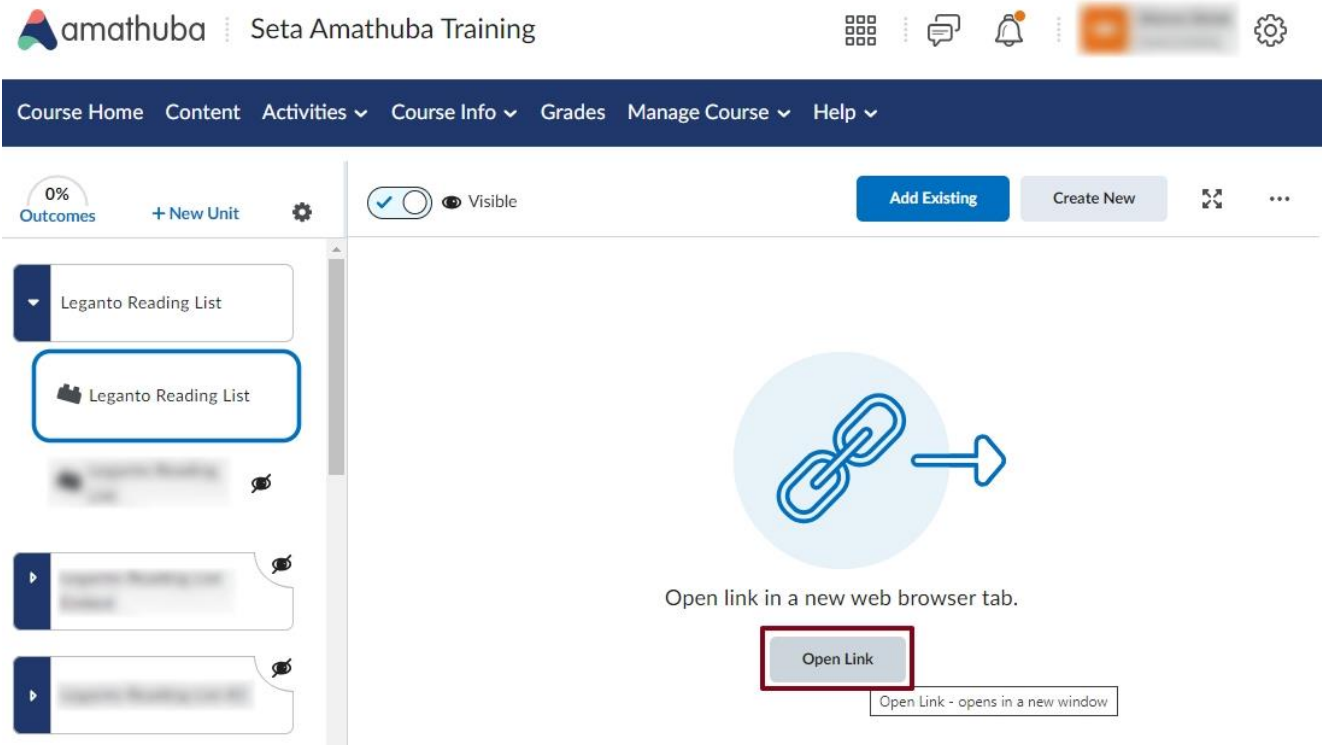 amathuba Seta Amathuba Training
Course Home Content Activities Course Info Grades Manage Course Help
0%
Outcomes
+ New Unit
Visible
Add Existing
Create New
Leganto Reading List
Leganto Reading List
Open link in a new web browser tab.
Open Link
Open Link - opens in a new window